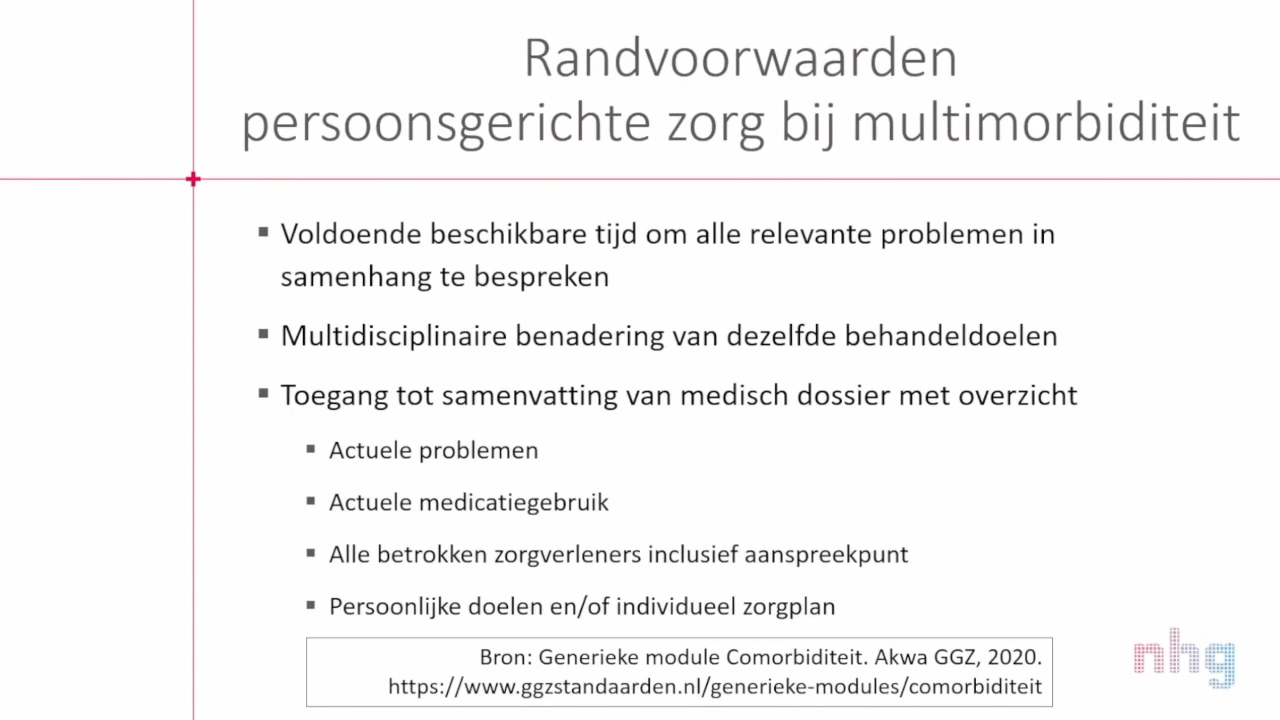 Randvoorwaarden
persoonsgerichte zorg bij multimorbiditeit
▪ Voldoende beschikbare tijd om alle relevante problemen in
samenhang te bespreken
▪ Multidisciplinaire benadering van dezelfde behandeldoelen
▪ Toegang tot samenvatting van medisch dossier met overzicht
▪ Actuele problemen
▪ Actuele medicatiegebruik
▪ Alle betrokken zorgverleners inclusief aanspreekpunt
▪ Persoonlijke doelen en/of individueel zorgplan
Bron: Generieke module Comorbiditeit. Akwa GGZ, 2020.
https://www.ggzstandaarden.nl/generieke-modules/comorbiditeit
nhg